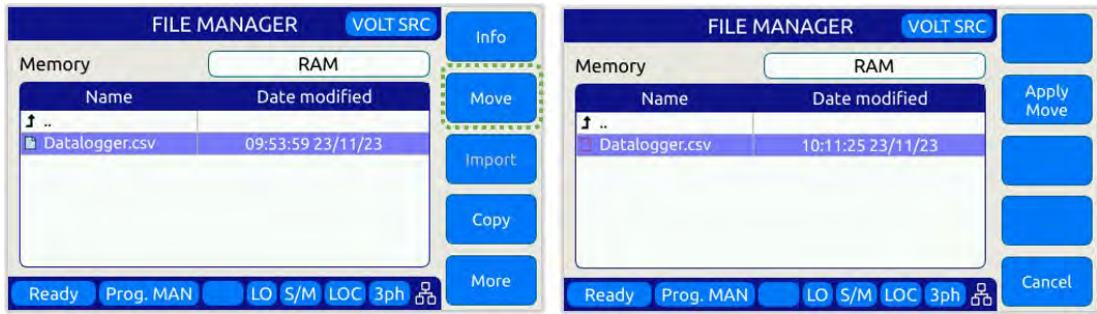 FILE MANAGER VOLT SRC
Memory RAM
Name Date modified
..
Datalogger.csv 09:53:59 23/11/23
Ready Prog. MAN LO S/M LOC 3ph
Info
Move
Import
Copy
More
FILE MANAGER VOLT SRC
Memory RAM
Name Date modified
..
Datalogger.csv 10:11:25 23/11/23
Ready Prog. MAN LO S/M LOC 3ph
Apply
Move
Cancel